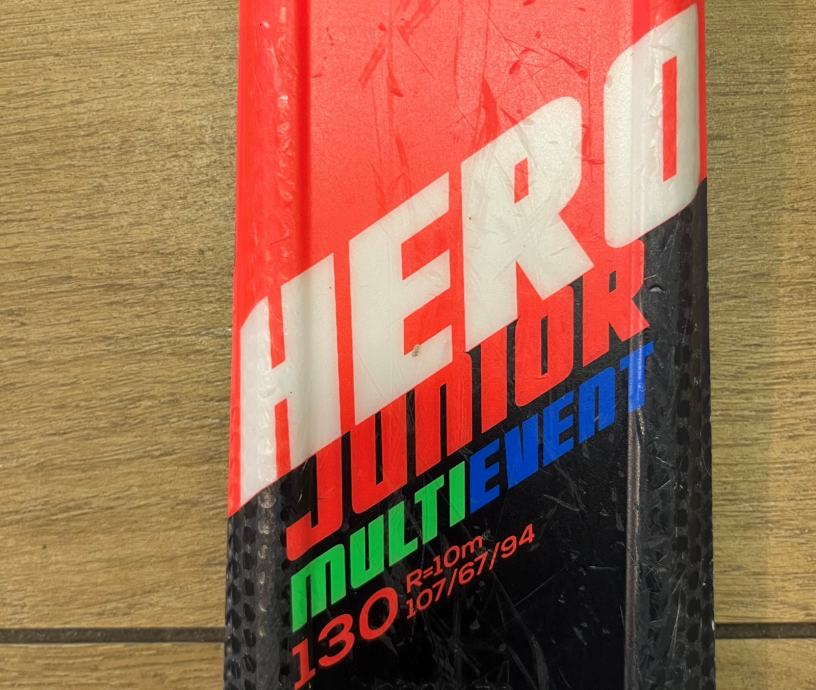 HERO
JUNIOR
MULTIEVENT
130
R=10m
107/67/94